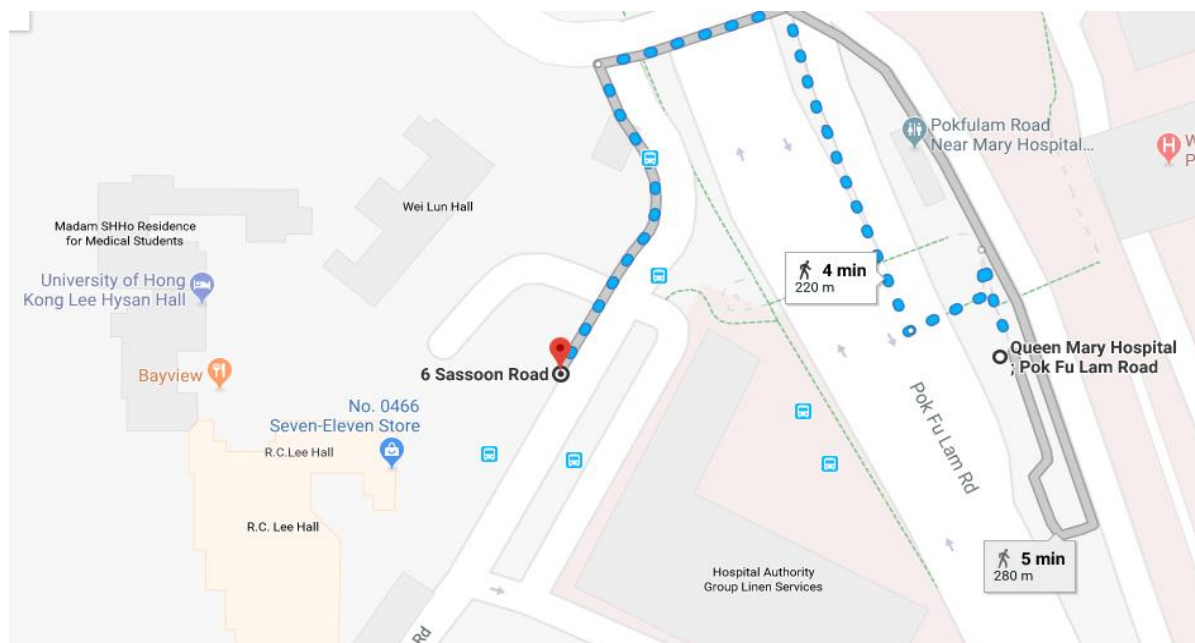 Pokfulam Road
Near Mary Hospital...
W
P
Wei Lun Hall
Madam SHHo Residence
for Medical Students
University of Hong
Kong Lee Hysan Hall
4 min
220 m
Queen Mary Hospital
; Pok Fu Lam Road
6 Sassoon Road
Bayview
No. 0466
Seven-Eleven Store
R.C.Lee Hall
Pok Fu Lam Rd
R.C. Lee Hall
5 min
280 m
Hospital Authority
Group Linen Services
Rd
H